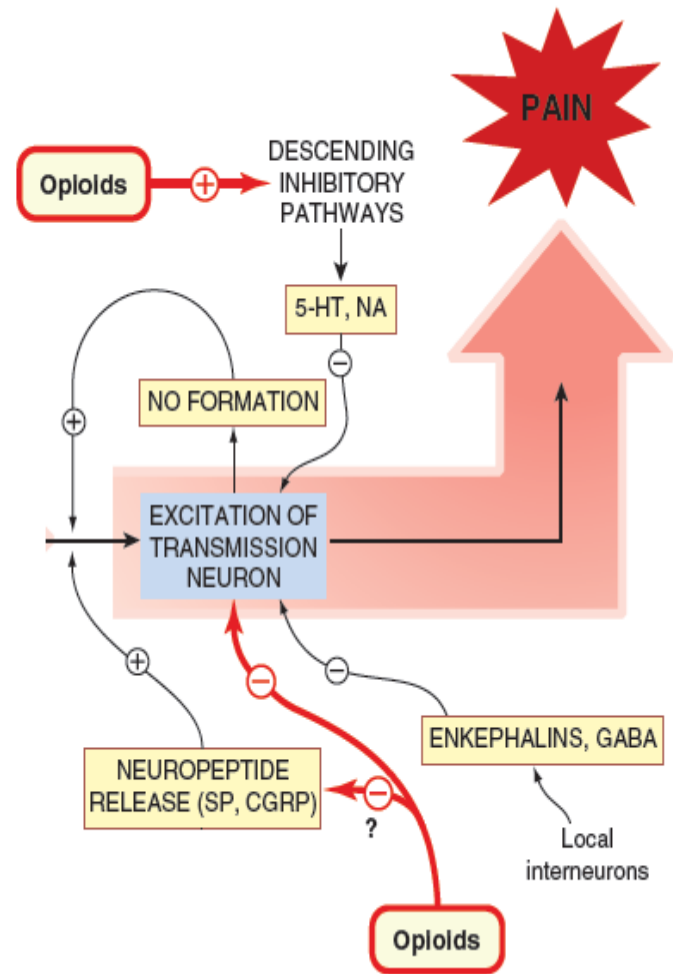 PAIN
Opioids
+
DESCENDING
INHIBITORY
PATHWAYS
5-HT, NA
−
NO FORMATION
+
EXCITATION OF
TRANSMISSION
NEURON
+
−
−
ENKEPHALINS, GABA
NEUROPEPTIDE
RELEASE (SP, CGRP)
−
?
Local
interneurons
Opioids